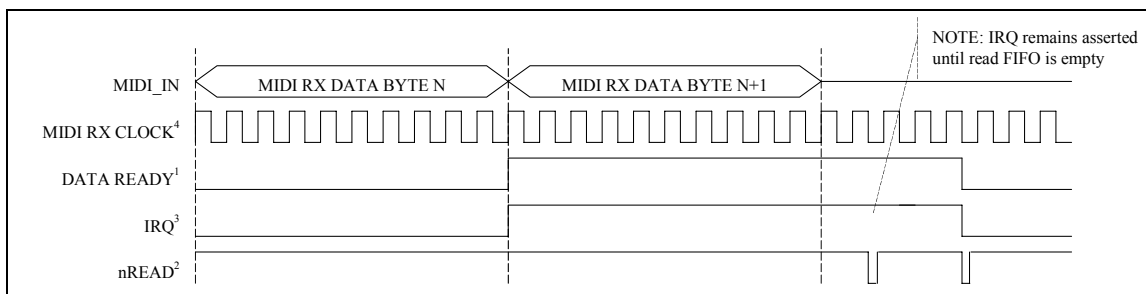 NOTE: IRQ remains asserted
until read FIFO is empty
MIDI_IN
MIDI RX DATA BYTE N
MIDI RX DATA BYTE N+1
MIDI RX CLOCK⁴
DATA READY¹
IRQ³
nREAD²